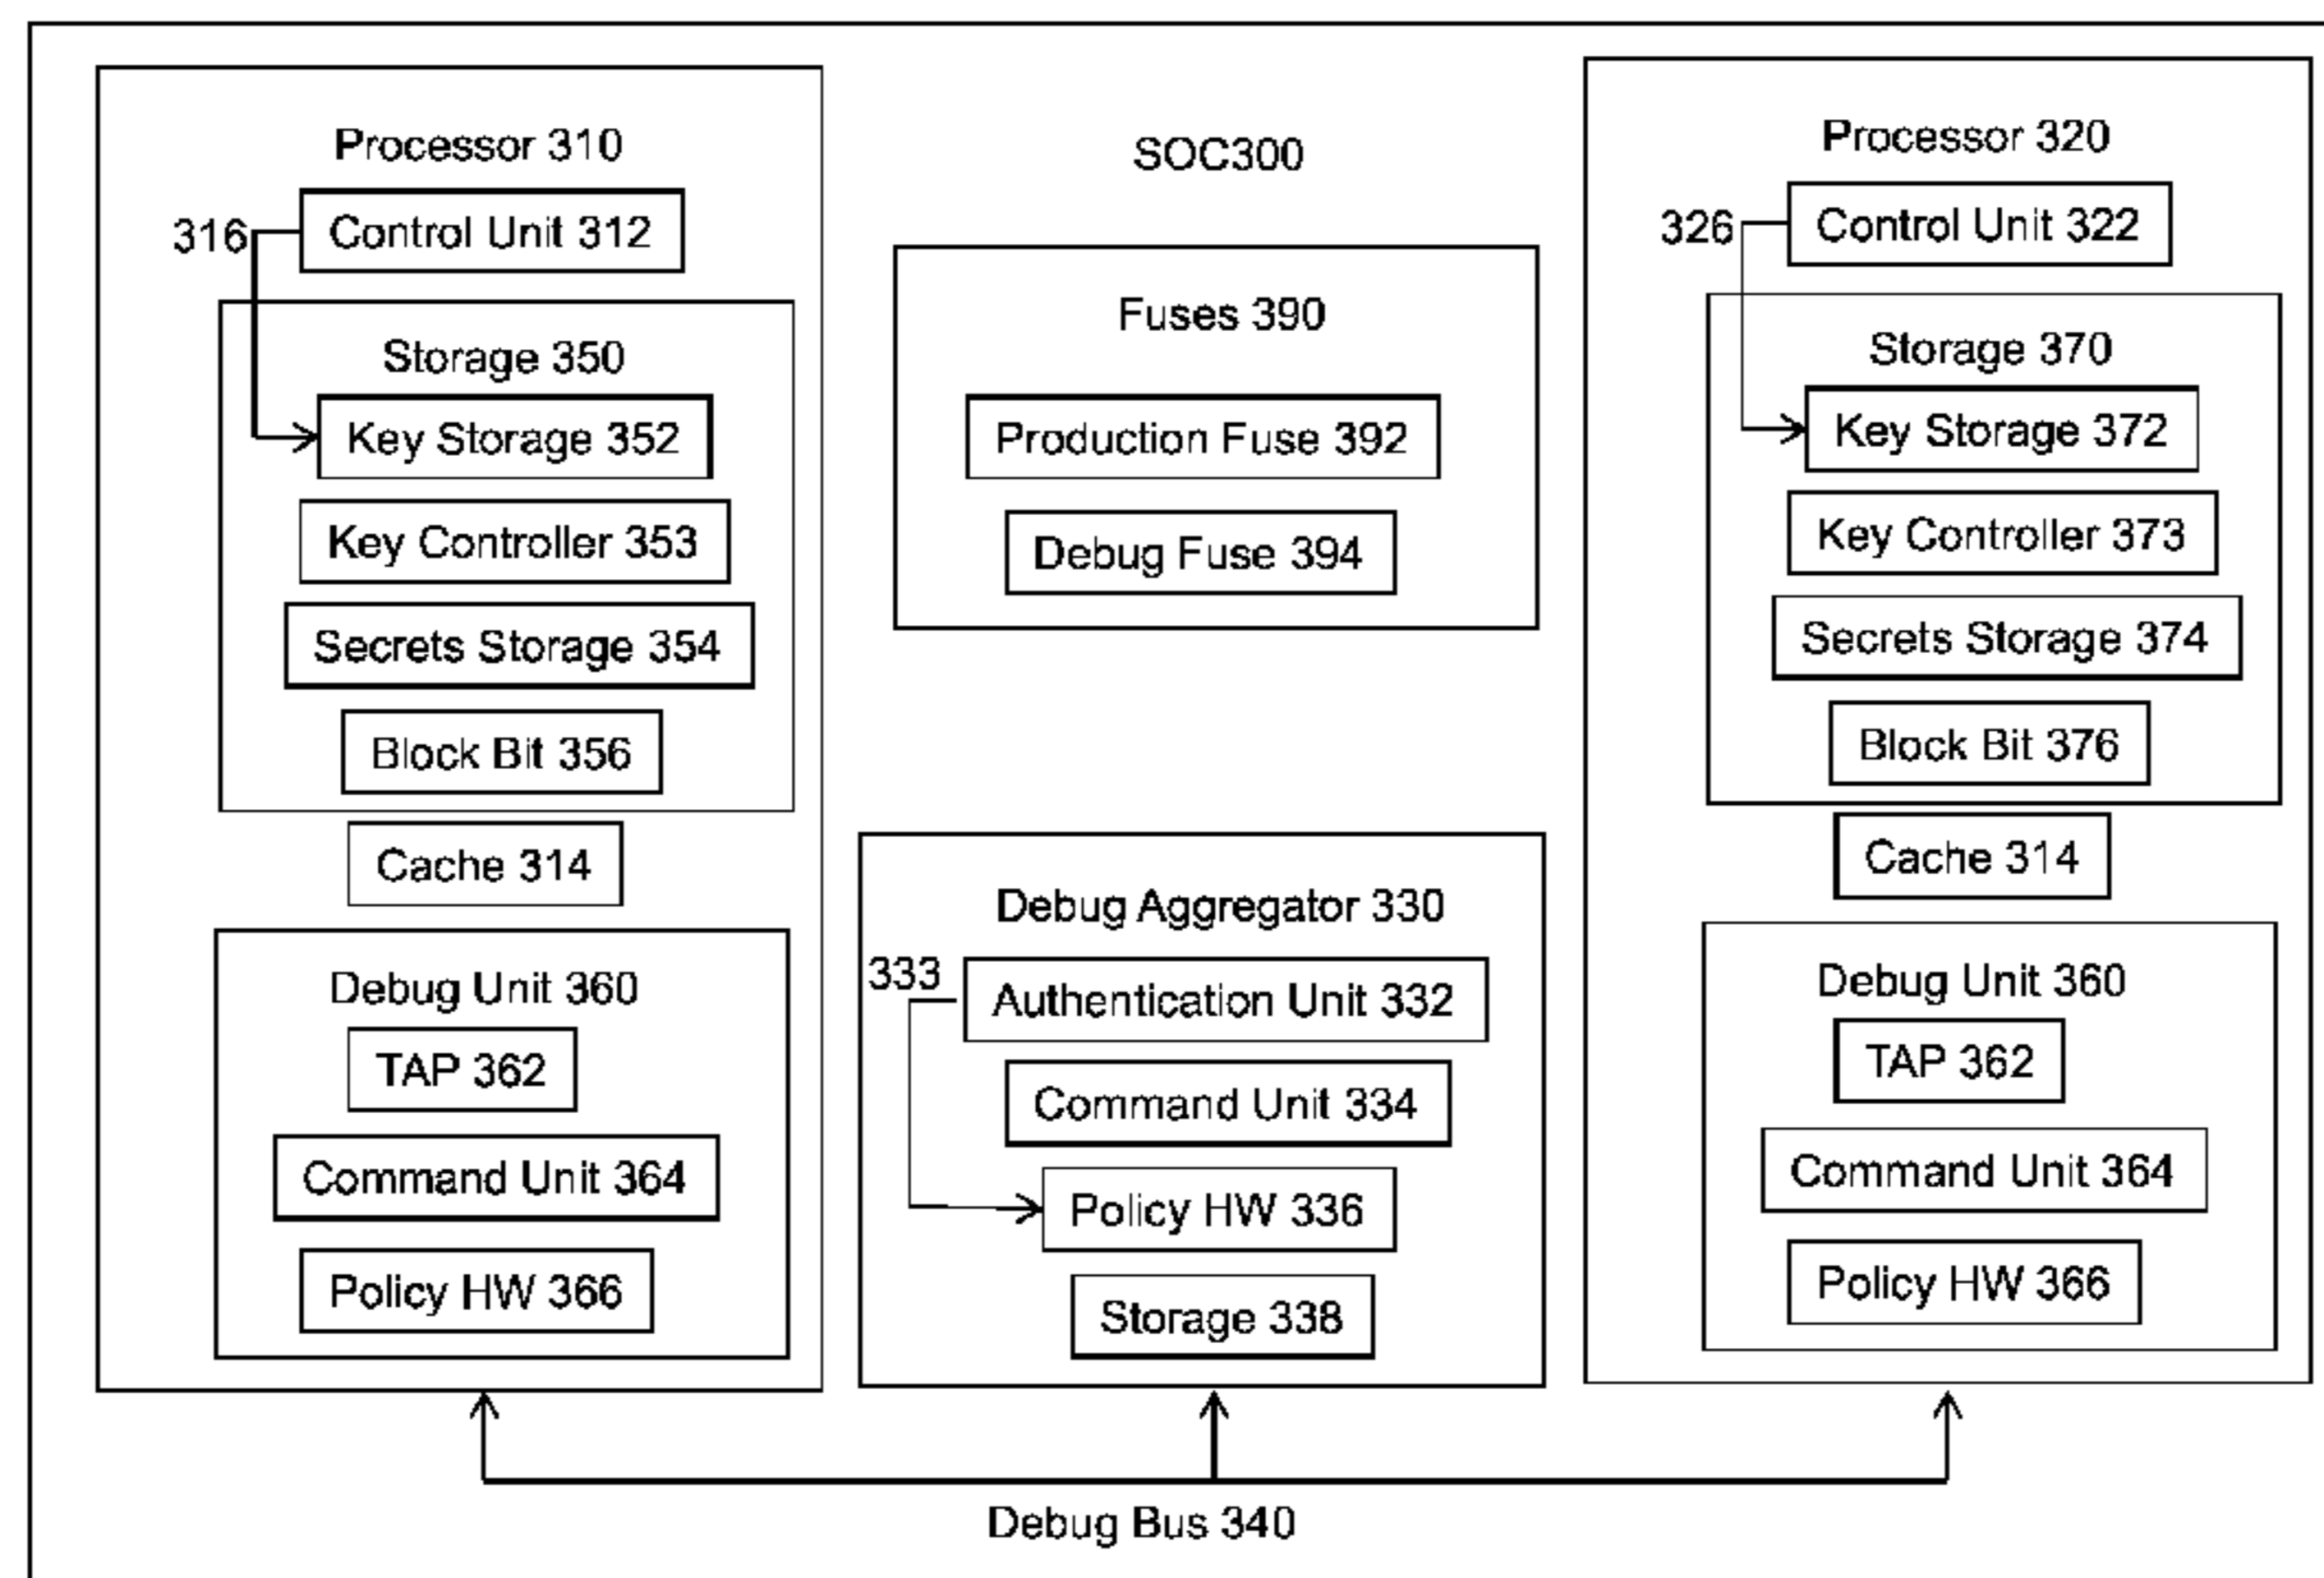 Processor 310
316
Control Unit 312
Storage 350
Key Storage 352
Key Controller 353
Secrets Storage 354
Block Bit 356
Cache 314
Debug Unit 360
TAP 362
Command Unit 364
Policy HW 366
SOC300
Fuses 390
Production Fuse 392
Debug Fuse 394
Debug Aggregator 330
333
Authentication Unit 332
Command Unit 334
Policy HW 336
Storage 338
Processor 320
326
Control Unit 322
Storage 370
Key Storage 372
Key Controller 373
Secrets Storage 374
Block Bit 376
Cache 314
Debug Unit 360
TAP 362
Command Unit 364
Policy HW 366
Debug Bus 340